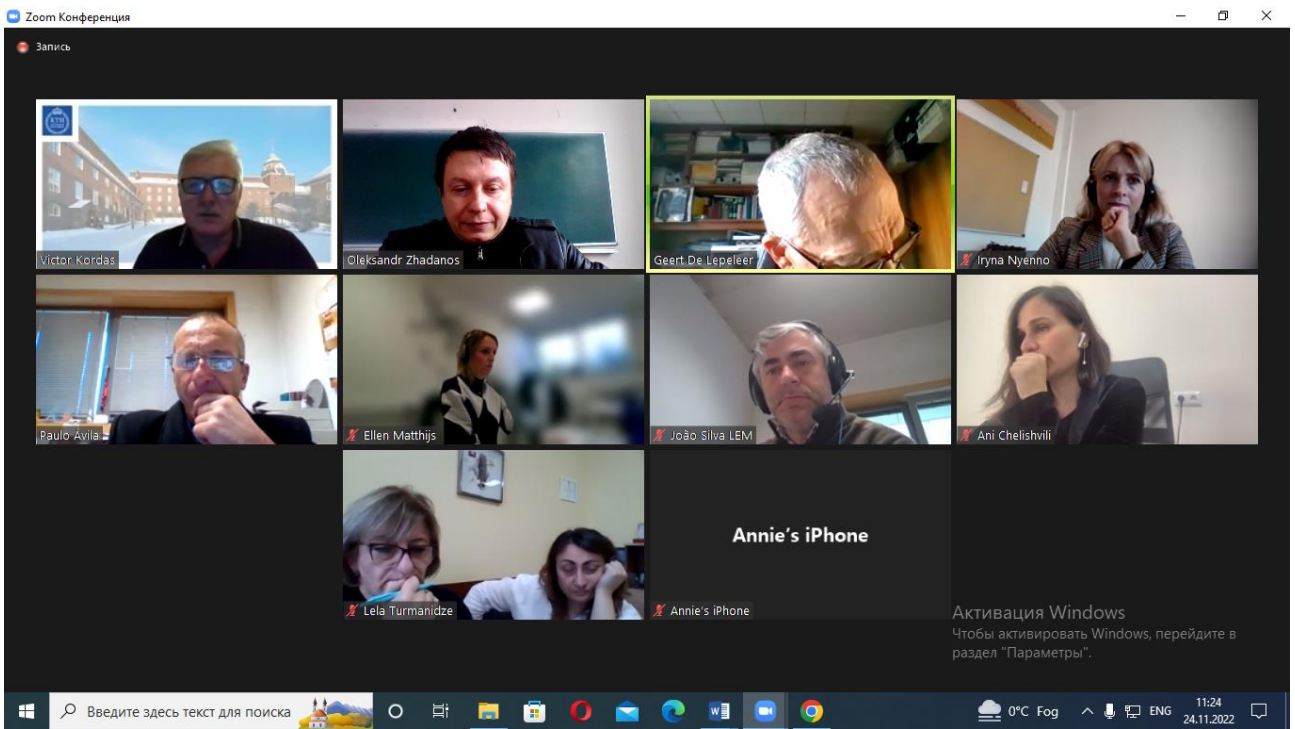 Zoom Конференция
Запись
KTH
Victor Kordas
Oleksandr Zhadanos
Geert De Lepeleer
Iryna Nyenno
Paulo Ávila
Ellen Matthijs
João Silva LEM
Ani Chelishvili
Lela Turmanidze
Annie's iPhone
Annie's iPhone
Активация Windows
Чтобы активировать Windows, перейдите в
раздел "Параметры".
Введите здесь текст для поиска
0°C Fog
ENG
11:24
24.11.2022